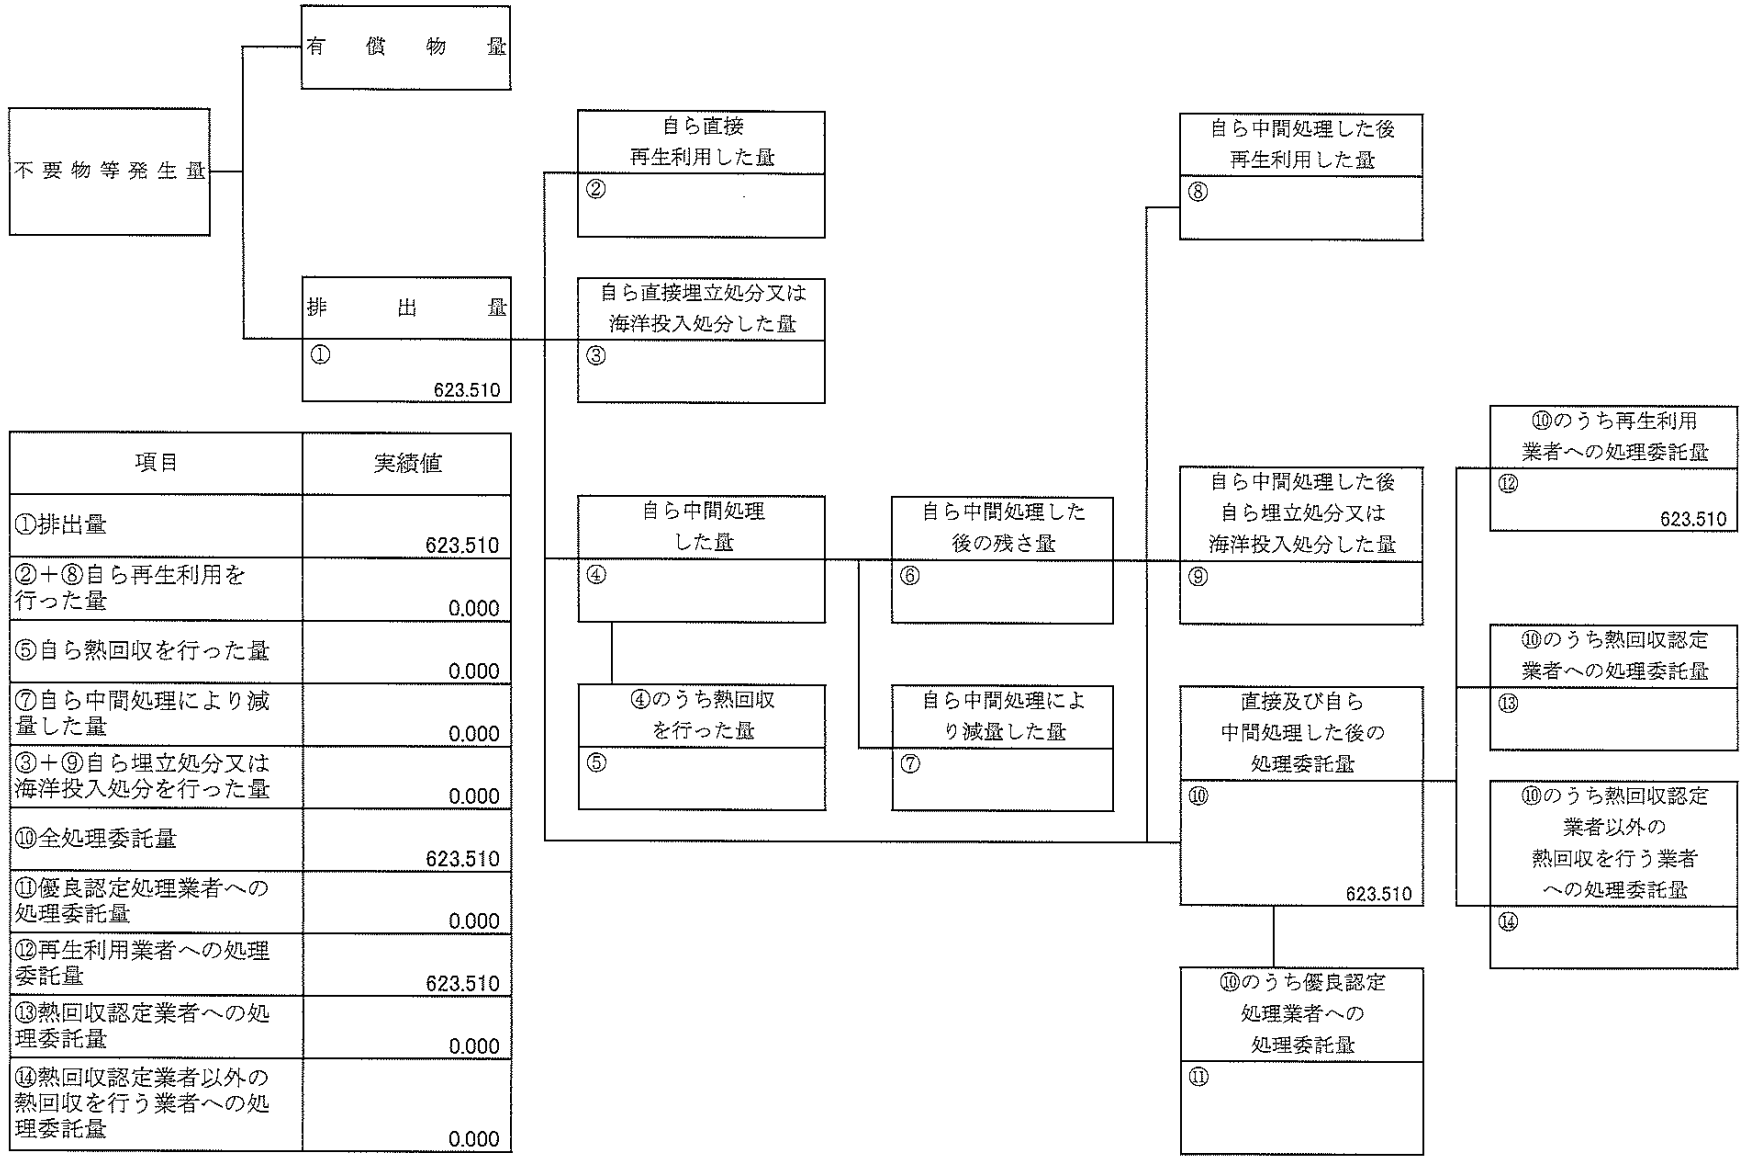 有償物量
不要物等発生量
自ら直接
再生利用した量
②
自ら中間処理した後
再生利用した量
⑧
排出量
①
623.510
自ら直接埋立処分又は
海洋投入処分した量
③
項目 実績値
①排出量
623.510
②＋⑧自ら再生利用を
行った量
0.000
⑤自ら熱回収を行った量
0.000
⑦自ら中間処理により減
量した量
0.000
③＋⑨自ら埋立処分又は
海洋投入処分を行った量
0.000
⑩全処理委託量
623.510
⑪優良認定処理業者への
処理委託量
0.000
⑫再生利用業者への処理
委託量
623.510
⑬熱回収認定業者への処
理委託量
0.000
⑭熱回収認定業者以外の
熱回収を行う業者への処
理委託量
0.000
自ら中間処理
した量
④
④のうち熱回収
を行った量
⑤
自ら中間処理した
後の残さ量
⑥
自ら中間処理によ
り減量した量
⑦
自ら中間処理した後
自ら埋立処分又は
海洋投入処分した量
⑨
直接及び自ら
中間処理した後の
処理委託量
⑩
623.510
⑩のうち優良認定
処理業者への
処理委託量
⑪
⑩のうち再生利用
業者への処理委託量
⑫
623.510
⑩のうち熱回収認定
業者への処理委託量
⑬
⑩のうち熱回収認定
業者以外の
熱回収を行う業者
への処理委託量
⑭